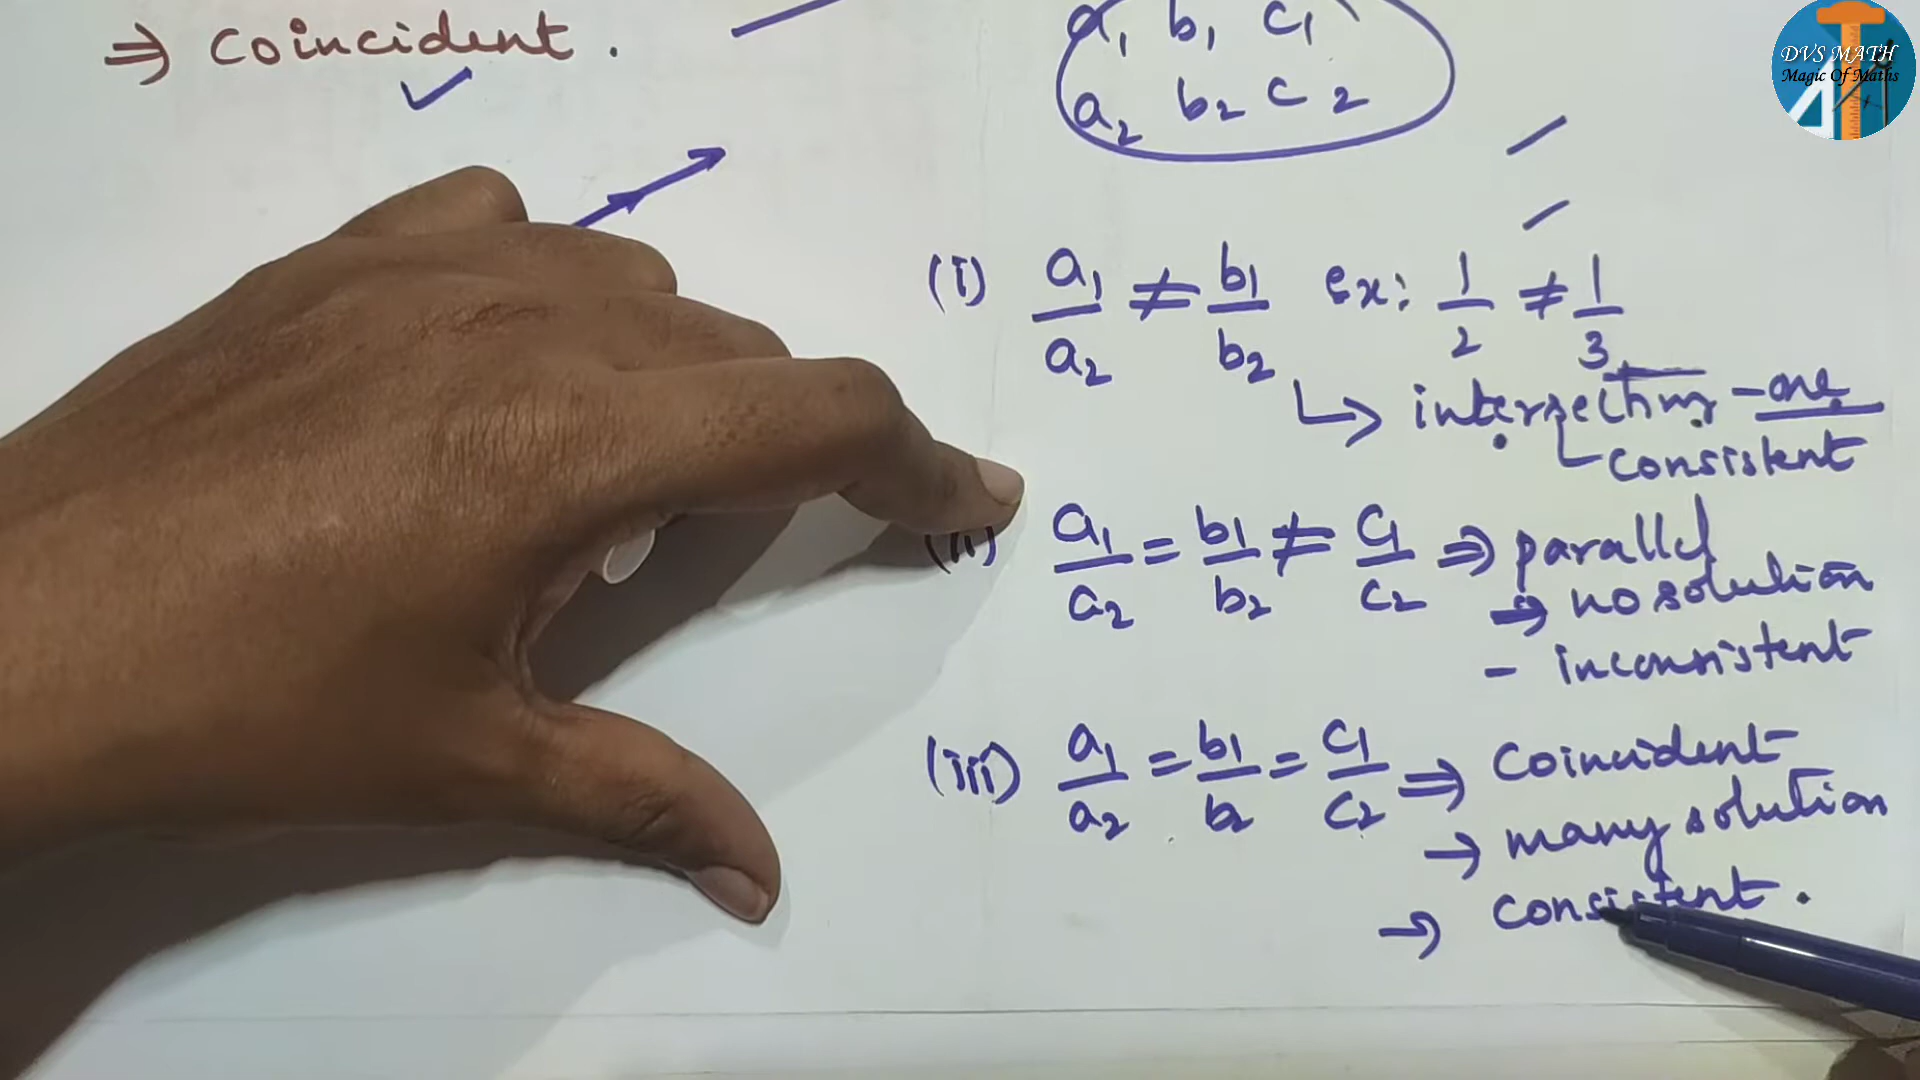 ⇒ coincident.
a₁ b₁ c₁
a₂ b₂ c₂
DVS MATH
Magic Of Maths
(i) a₁/a₂ ≠ b₁/b₂ ex: 1/2 ≠ 1/3
↳ intersecting - one
consistent
(ii) a₁/a₂ = b₁/b₂ ≠ c₁/c₂ ⇒ parallel
→ no solution
- inconsistent
(iii) a₁/a₂ = b₁/b₂ = c₁/c₂ ⇒ coincident
→ many solution
→ consistent.